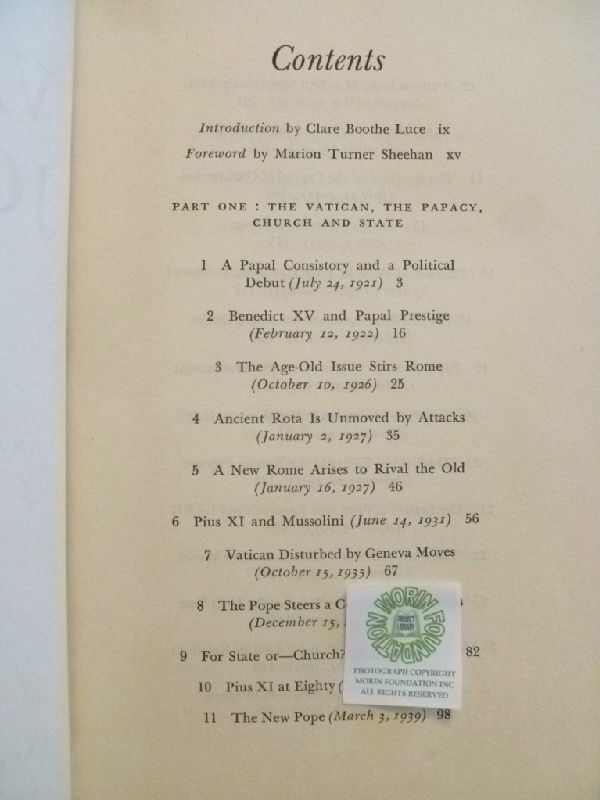 Contents
Introduction by Clare Boothe Luce ix
Foreword by Marion Turner Sheehan xv
PART ONE : THE VATICAN, THE PAPACY,
CHURCH AND STATE
1 A Papal Consistory and a Political
Debut (July 24, 1921) 3
2 Benedict XV and Papal Prestige
(February 12, 1922) 16
3 The Age-Old Issue Stirs Rome
(October 10, 1926) 25
4 Ancient Rota Is Unmoved by Attacks
(January 2, 1927) 35
5 A New Rome Arises to Rival the Old
(January 16, 1927) 46
6 Pius XI and Mussolini (June 14, 1931) 56
7 Vatican Disturbed by Geneva Moves
(October 15, 1935) 67
8 The Pope Steers a
(December 15,
9 For State or—Church? 82
10 Pius XI at Eighty (
11 The New Pope (March 3, 1939) 98
MORIN FOUNDATION
PROJECT
LIBRARY
PHOTOGRAPH COPYRIGHT
MORIN FOUNDATION INC
ALL RIGHTS RESERVED